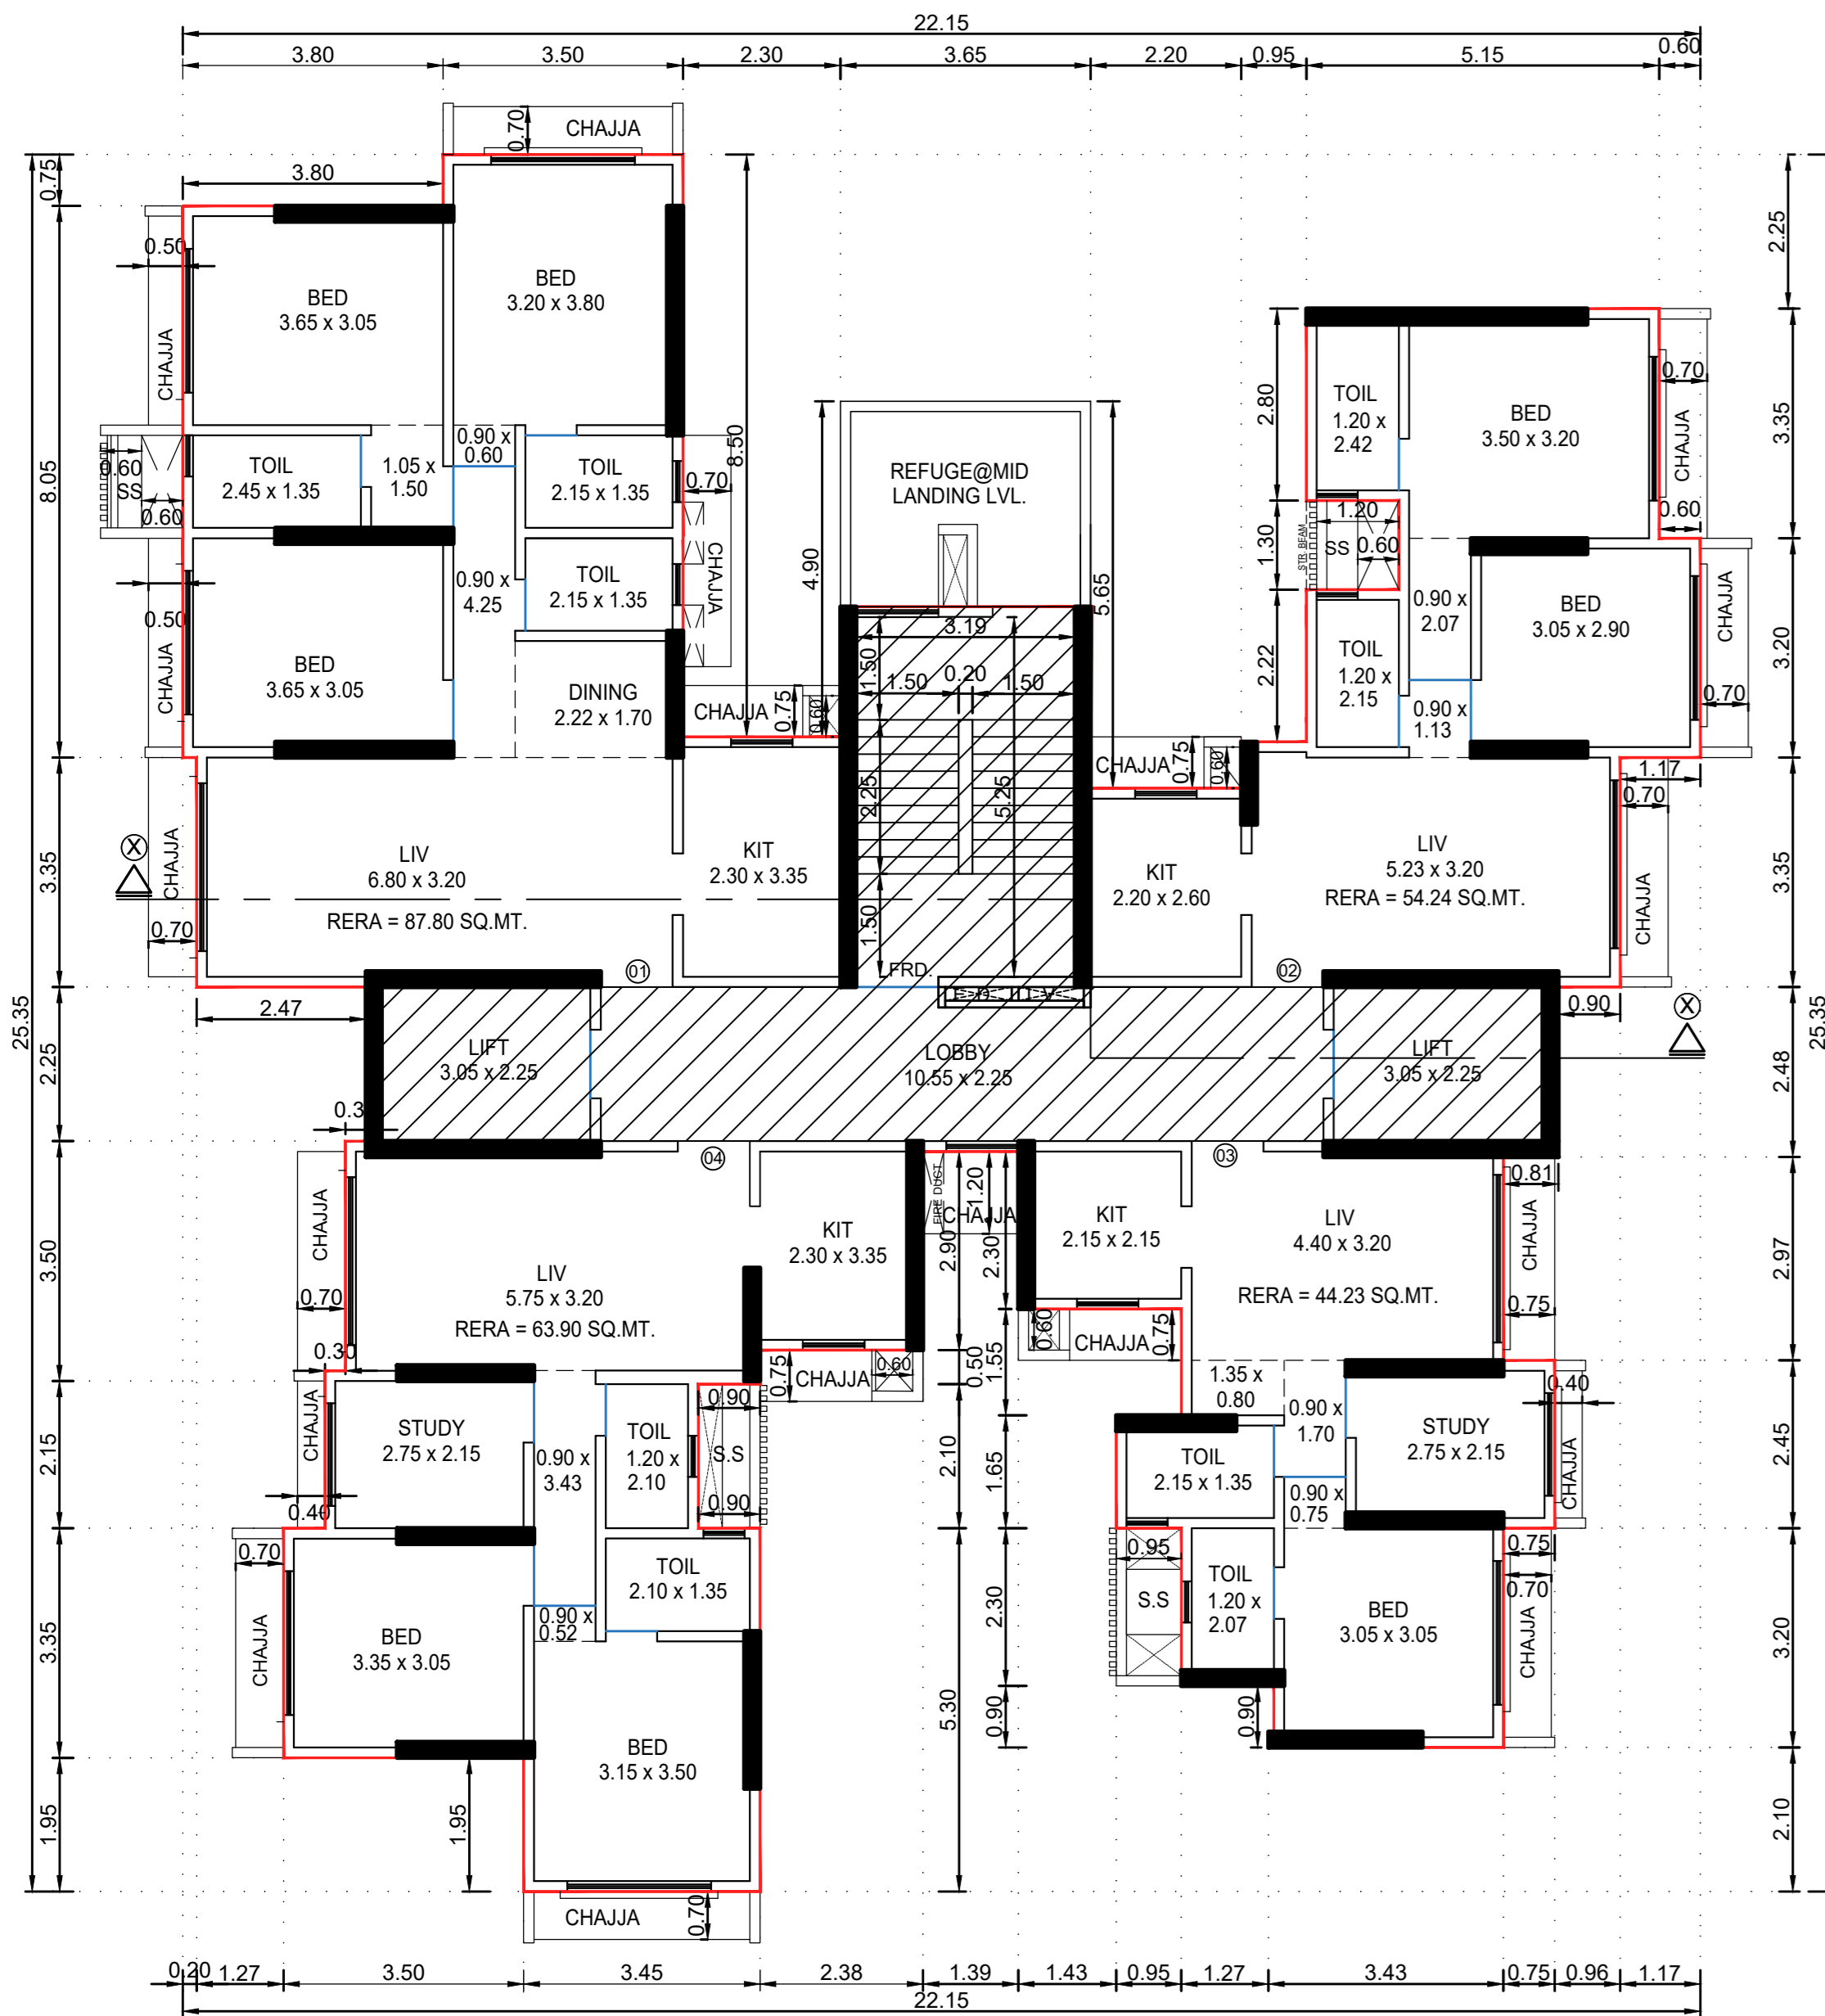 22.15
3.80
3.50
2.30
3.65
2.20
0.95
5.15
0.60
0.70
CHAJJA
0.75
3.80
2.25
0.50
BED
3.65 x 3.05
BED
3.20 x 3.80
8.50
CHAJJA
8.05
0.60
SS
0.60
TOIL
2.45 x 1.35
1.05 x
1.50
0.90 x
0.60
TOIL
2.15 x 1.35
0.70
CHAJJA
4.90
REFUGE@MID
LANDING LVL.
5.65
2.80
TOIL
1.20 x
2.42
BED
3.50 x 3.20
0.70
CHAJJA
3.35
0.60
1.30
STR. BEAM
1.20
SS
0.60
0.50
CHAJJA
BED
3.65 x 3.05
0.90 x
4.25
TOIL
2.15 x 1.35
DINING
2.22 x 1.70
CHAJJA
0.75
0.60
3.19
1.50
0.20
1.50
1.50
2.25
5.25
1.50
2.22
TOIL
1.20 x
2.15
0.90 x
2.07
0.90 x
1.13
BED
3.05 x 2.90
CHAJJA
0.70
3.20
CHAJJA
0.75
0.60
1.17
0.70
X
CHAJJA
0.70
3.35
LIV
6.80 x 3.20
RERA = 87.80 SQ.MT.
KIT
2.30 x 3.35
KIT
2.20 x 2.60
LIV
5.23 x 3.20
RERA = 54.24 SQ.MT.
CHAJJA
3.35
01
FRD.
02
25.35
2.47
2.25
LIFT
3.05 x 2.25
LOBBY
10.55 x 2.25
LIFT
3.05 x 2.25
0.90
X
2.48
25.35
0.3
04
03
CHAJJA
0.70
3.50
LIV
5.75 x 3.20
RERA = 63.90 SQ.MT.
KIT
2.30 x 3.35
FIRE DUCT
CHAJJA
1.20
2.90
2.30
KIT
2.15 x 2.15
LIV
4.40 x 3.20
RERA = 44.23 SQ.MT.
0.81
CHAJJA
0.75
2.97
0.30
0.75
CHAJJA
0.60
0.50
1.55
0.60
CHAJJA
0.75
CHAJJA
0.40
2.15
STUDY
2.75 x 2.15
0.90 x
3.43
TOIL
1.20 x
2.10
0.90
S.S
0.90
2.10
1.65
1.35 x
0.80
0.90 x
1.70
STUDY
2.75 x 2.15
0.40
CHAJJA
2.45
TOIL
2.15 x 1.35
0.90 x
0.75
0.70
CHAJJA
3.35
BED
3.35 x 3.05
0.90 x
0.52
TOIL
2.10 x 1.35
2.30
0.95
S.S
TOIL
1.20 x
2.07
BED
3.05 x 3.05
0.75
0.70
CHAJJA
3.20
1.95
1.95
BED
3.15 x 3.50
5.30
0.90
0.90
2.10
CHAJJA
0.70
0.20
1.27
3.50
3.45
2.38
1.39
1.43
0.95
1.27
3.43
0.75
0.96
1.17
22.15